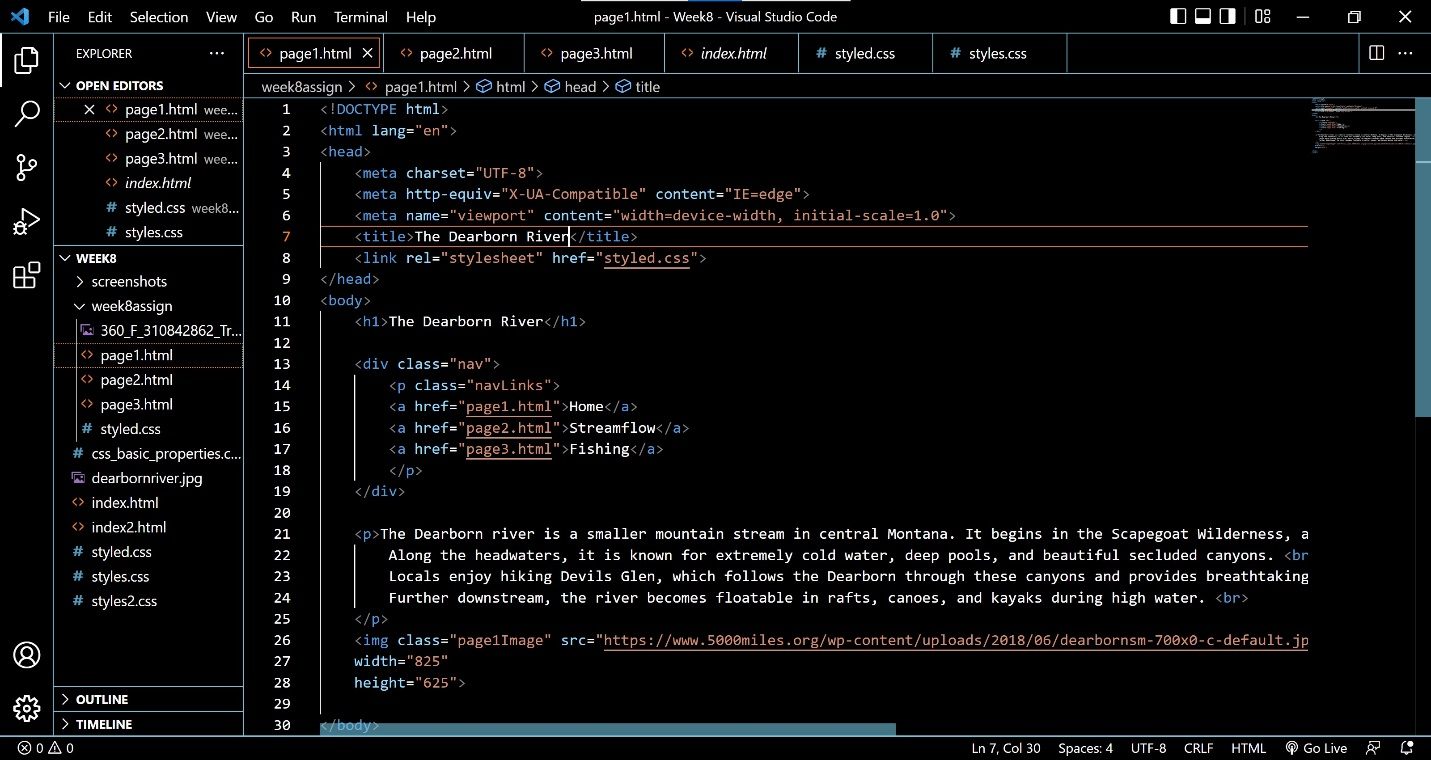 File Edit Selection View Go Run Terminal Help
page1.html - Week8 - Visual Studio Code
EXPLORER
OPEN EDITORS
page1.html wee...
page2.html wee...
page3.html wee...
index.html
styled.css week8...
styles.css
WEEK8
screenshots
week8assign
360_F_310842862_Tr...
page1.html
page2.html
page3.html
styled.css
css_basic_properties.c...
dearbornriver.jpg
index.html
index2.html
styled.css
styles.css
styles2.css
OUTLINE
TIMELINE
page1.html page2.html page3.html index.html styled.css styles.css
week8assign > page1.html > html > head > title
1 <!DOCTYPE html>
2 <html lang="en">
3 <head>
4 <meta charset="UTF-8">
5 <meta http-equiv="X-UA-Compatible" content="IE=edge">
6 <meta name="viewport" content="width=device-width, initial-scale=1.0">
7 <title>The Dearborn River</title>
8 <link rel="stylesheet" href="styled.css">
9 </head>
10 <body>
11 <h1>The Dearborn River</h1>
12
13 <div class="nav">
14 <p class="navLinks">
15 <a href="page1.html">Home</a>
16 <a href="page2.html">Streamflow</a>
17 <a href="page3.html">Fishing</a>
18 </p>
19 </div>
20
21 <p>The Dearborn river is a smaller mountain stream in central Montana. It begins in the Scapegoat Wilderness, a
22 Along the headwaters, it is known for extremely cold water, deep pools, and beautiful secluded canyons. <br
23 Locals enjoy hiking Devils Glen, which follows the Dearborn through these canyons and provides breathtaking
24 Further downstream, the river becomes floatable in rafts, canoes, and kayaks during high water. <br>
25 </p>
26 <img class="page1Image" src="https://www.5000miles.org/wp-content/uploads/2018/06/dearbornsm-700x0-c-default.jp
27 width="825"
28 height="625">
29
30 </body>
0 0
Ln 7, Col 30 Spaces: 4 UTF-8 CRLF HTML Go Live